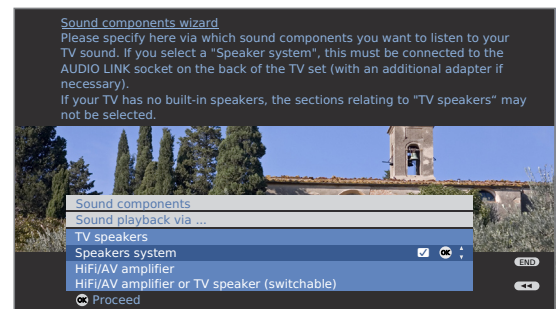 Sound components wizard
Please specify here via which sound components you want to listen to your
TV sound. If you select a "Speaker system", this must be connected to the
AUDIO LINK socket on the back of the TV set (with an additional adapter if
necessary).
If your TV has no built-in speakers, the sections relating to "TV speakers" may
not be selected.
Sound components
Sound playback via ...
TV speakers
Speakers system OK
HiFi/AV amplifier
HiFi/AV amplifier or TV speaker (switchable)
OK Proceed
END